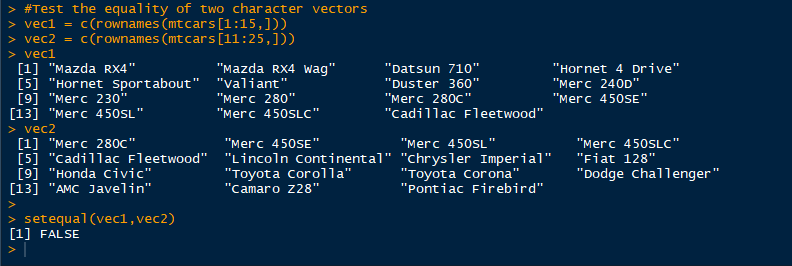 > #Test the equality of two character vectors
> vec1 = c(rownames(mtcars[1:15,]))
> vec2 = c(rownames(mtcars[11:25,]))
> vec1
 [1] "Mazda RX4"          "Mazda RX4 Wag"      "Datsun 710"         "Hornet 4 Drive"
 [5] "Hornet Sportabout"  "Valiant"            "Duster 360"         "Merc 240D"
 [9] "Merc 230"           "Merc 280"           "Merc 280C"          "Merc 450SE"
[13] "Merc 450SL"         "Merc 450SLC"        "Cadillac Fleetwood"
> vec2
 [1] "Merc 280C"           "Merc 450SE"          "Merc 450SL"          "Merc 450SLC"
 [5] "Cadillac Fleetwood"  "Lincoln Continental" "Chrysler Imperial"   "Fiat 128"
 [9] "Honda Civic"         "Toyota Corolla"      "Toyota Corona"       "Dodge Challenger"
[13] "AMC Javelin"         "Camaro Z28"          "Pontiac Firebird"
>
> setequal(vec1,vec2)
[1] FALSE
>